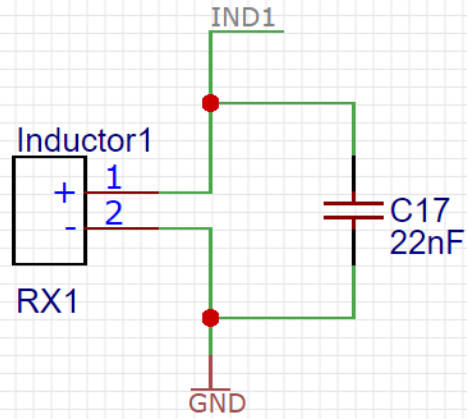 IND1
Inductor1
+ 1
- 2
RX1
C17
22nF
GND